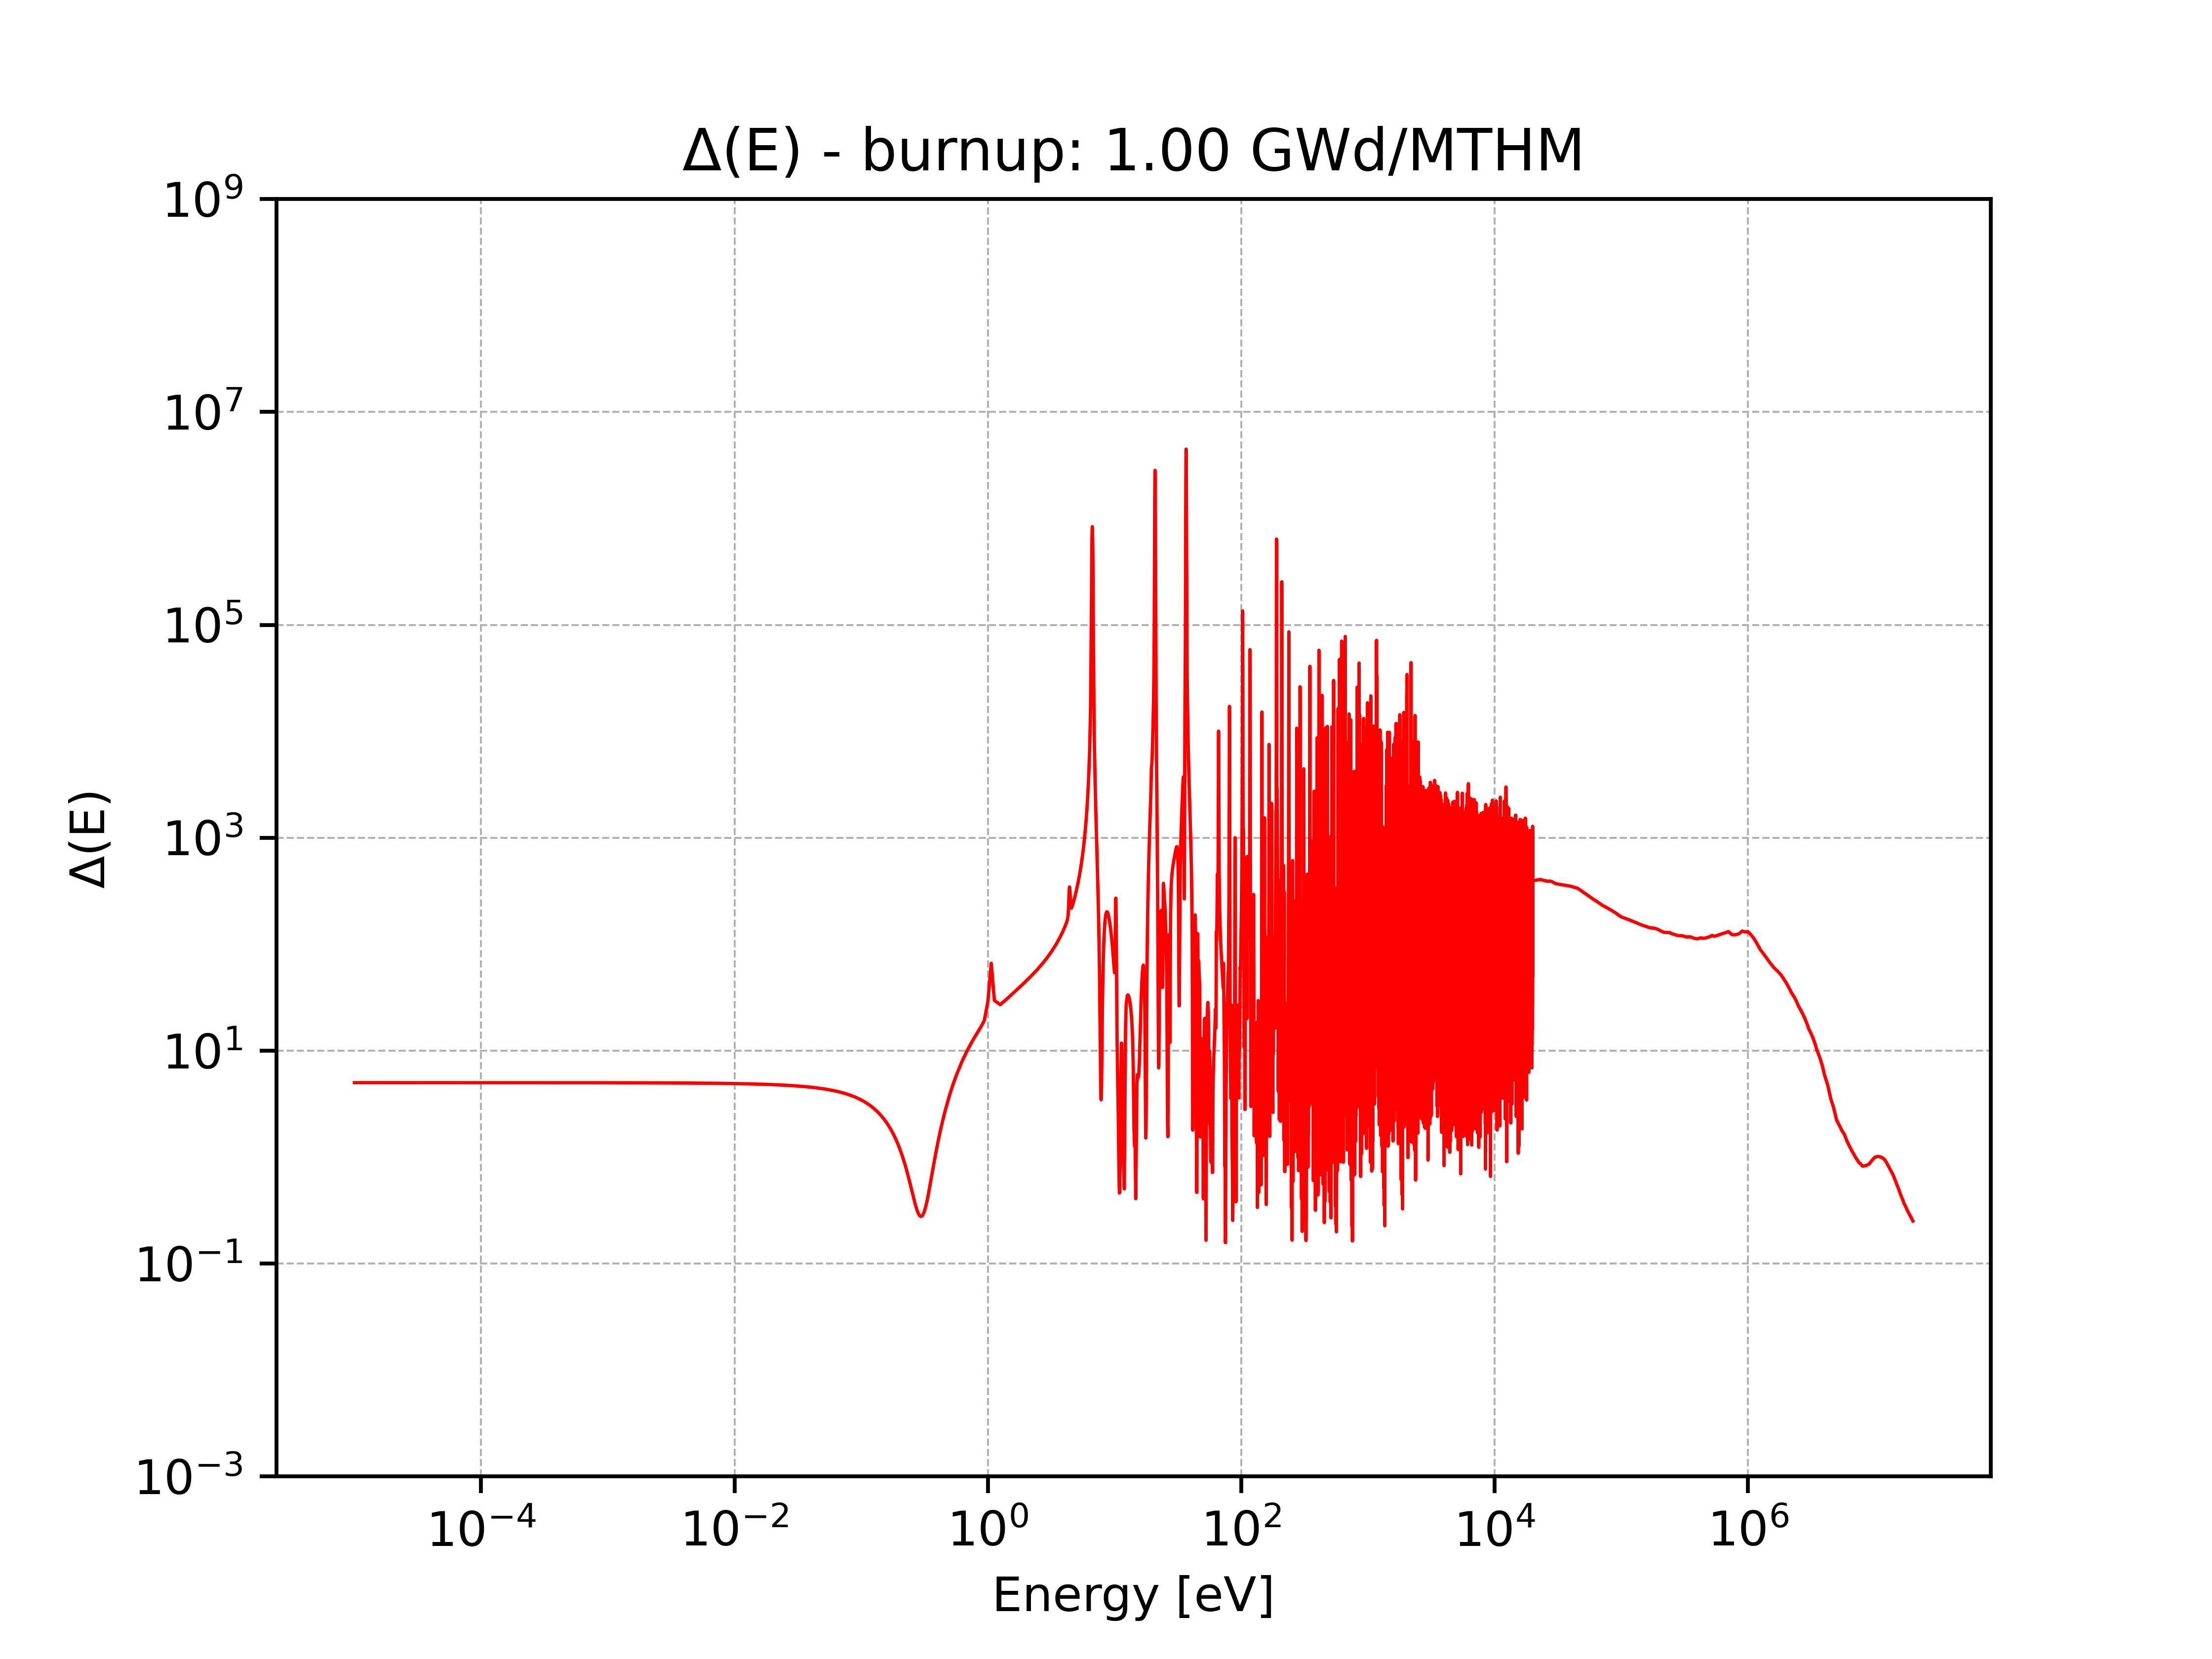 Δ(E) - burnup: 1.00 GWd/MTHM
10⁹
10⁷
10⁵
10³
10¹
10⁻¹
10⁻³
Δ(E)
10⁻⁴ 10⁻² 10⁰ 10² 10⁴ 10⁶
Energy [eV]